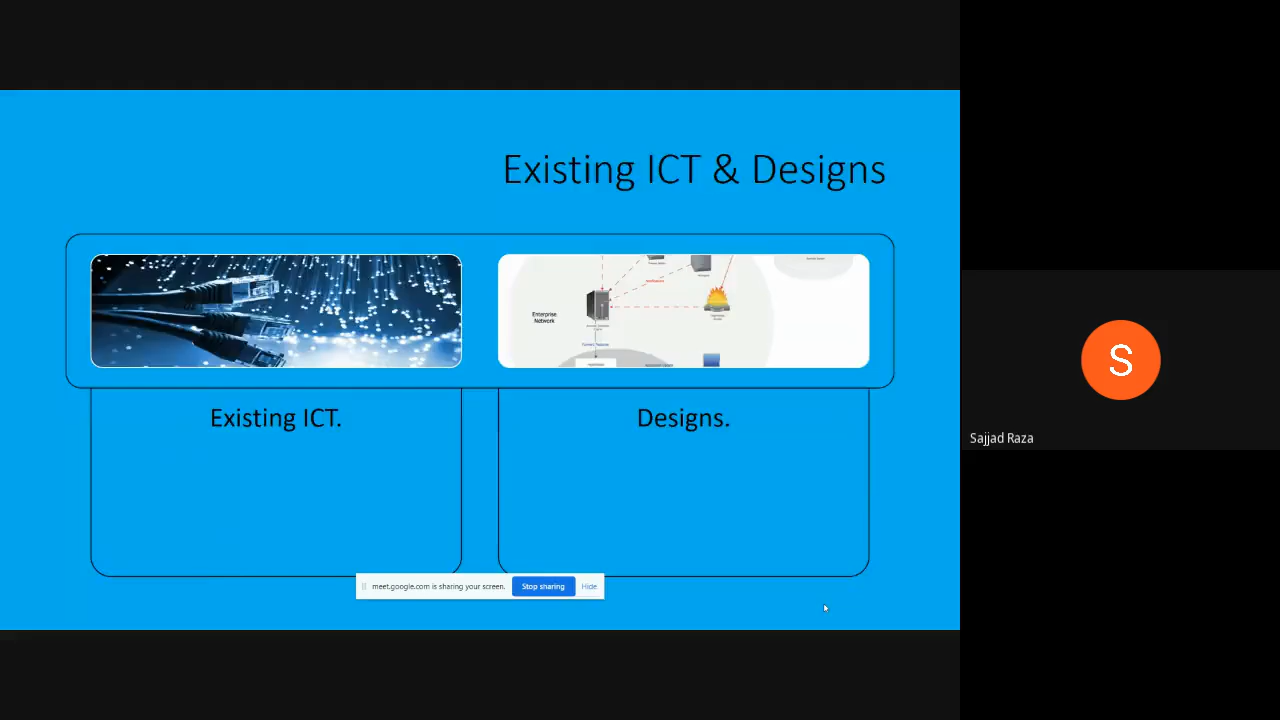 Existing ICT & Designs
Enterprise
Network
Existing ICT.
Designs.
meet.google.com is sharing your screen.
Stop sharing
Hide
S
Sajjad Raza